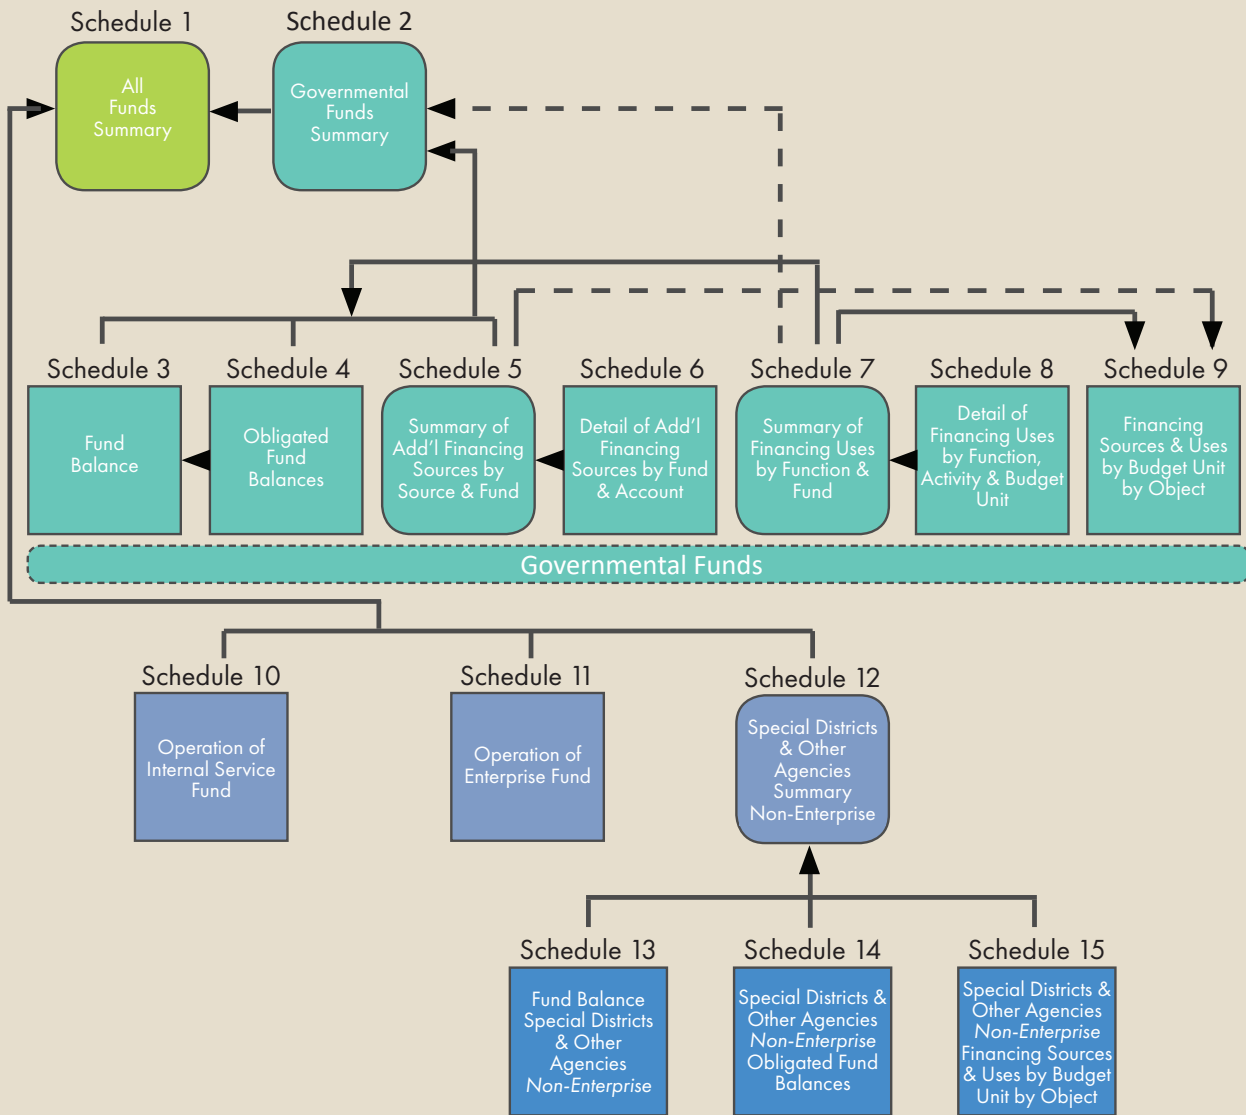 Schedule 1
All
Funds
Summary
Schedule 2
Governmental
Funds
Summary
Schedule 3
Fund
Balance
Schedule 4
Obligated
Fund
Balances
Schedule 5
Summary of
Add'l Financing
Sources by
Source & Fund
Schedule 6
Detail of Add'l
Financing
Sources by Fund
& Account
Schedule 7
Summary of
Financing Uses
by Function &
Fund
Schedule 8
Detail of
Financing Uses
by Function,
Activity & Budget
Unit
Schedule 9
Financing
Sources & Uses
by Budget Unit
by Object
Governmental Funds
Schedule 10
Operation of
Internal Service
Fund
Schedule 11
Operation of
Enterprise Fund
Schedule 12
Special Districts
& Other
Agencies
Summary
Non-Enterprise
Schedule 13
Fund Balance
Special Districts
& Other
Agencies
Non-Enterprise
Schedule 14
Special Districts &
Other Agencies
Non-Enterprise
Obligated Fund
Balances
Schedule 15
Special Districts &
Other Agencies
Non-Enterprise
Financing Sources
& Uses by Budget
Unit by Object